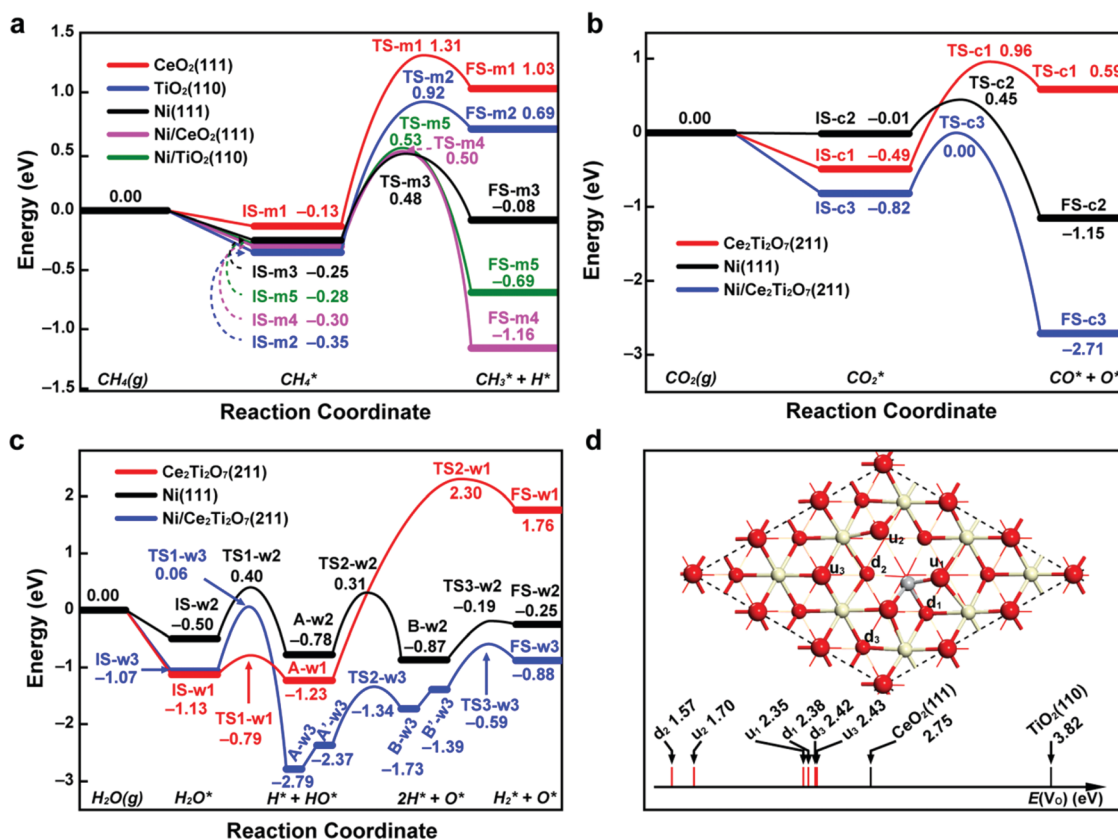 a
1.5
1.0
0.5
0.0
−0.5
−1.0
−1.5
Energy (eV)
CeO2(111)
TiO2(110)
Ni(111)
Ni/CeO2(111)
Ni/TiO2(110)
0.00
TS-m1 1.31
FS-m1 1.03
TS-m2
0.92
FS-m2 0.69
TS-m5
0.53
TS-m4
0.50
TS-m3
0.48
IS-m1 −0.13
IS-m3 −0.25
IS-m5 −0.28
IS-m4 −0.30
IS-m2 −0.35
FS-m3
−0.08
FS-m5
−0.69
FS-m4
−1.16
CH4(g)
CH4*
CH3* + H*
Reaction Coordinate
b
1
0
−1
−2
−3
Energy (eV)
0.00
IS-c2 −0.01
IS-c1 −0.49
IS-c3 −0.82
TS-c1 0.96
TS-c1 0.59
TS-c2
0.45
TS-c3
0.00
FS-c2
−1.15
FS-c3
−2.71
Ce2Ti2O7(211)
Ni(111)
Ni/Ce2Ti2O7(211)
CO2(g)
CO2*
CO* + O*
Reaction Coordinate
c
2
1
0
−1
−2
−3
Energy (eV)
Ce2Ti2O7(211)
Ni(111)
Ni/Ce2Ti2O7(211)
0.00
TS1-w3
0.06
TS1-w2
0.40
TS2-w2
0.31
TS2-w1
2.30
FS-w1
1.76
IS-w2
−0.50
IS-w3
−1.07
IS-w1
−1.13
TS1-w1
−0.79
A-w2
−0.78
A-w1
−1.23
A-w3
−2.79
A'-w3
−2.37
TS2-w3
−1.34
B-w2
−0.87
B-w3
−1.73
B'-w3
−1.39
TS3-w2
−0.19
TS3-w3
−0.59
FS-w2
−0.25
FS-w3
−0.88
H2O(g)
H2O*
H* + HO*
2H* + O*
H2* + O*
Reaction Coordinate
d
u2
u3
d2
u1
d1
d3
d2 1.57
u2 1.70
u1 2.35
d1 2.38
d3 2.42
u3 2.43
CeO2(111)
2.75
TiO2(110)
3.82
E(VO) (eV)